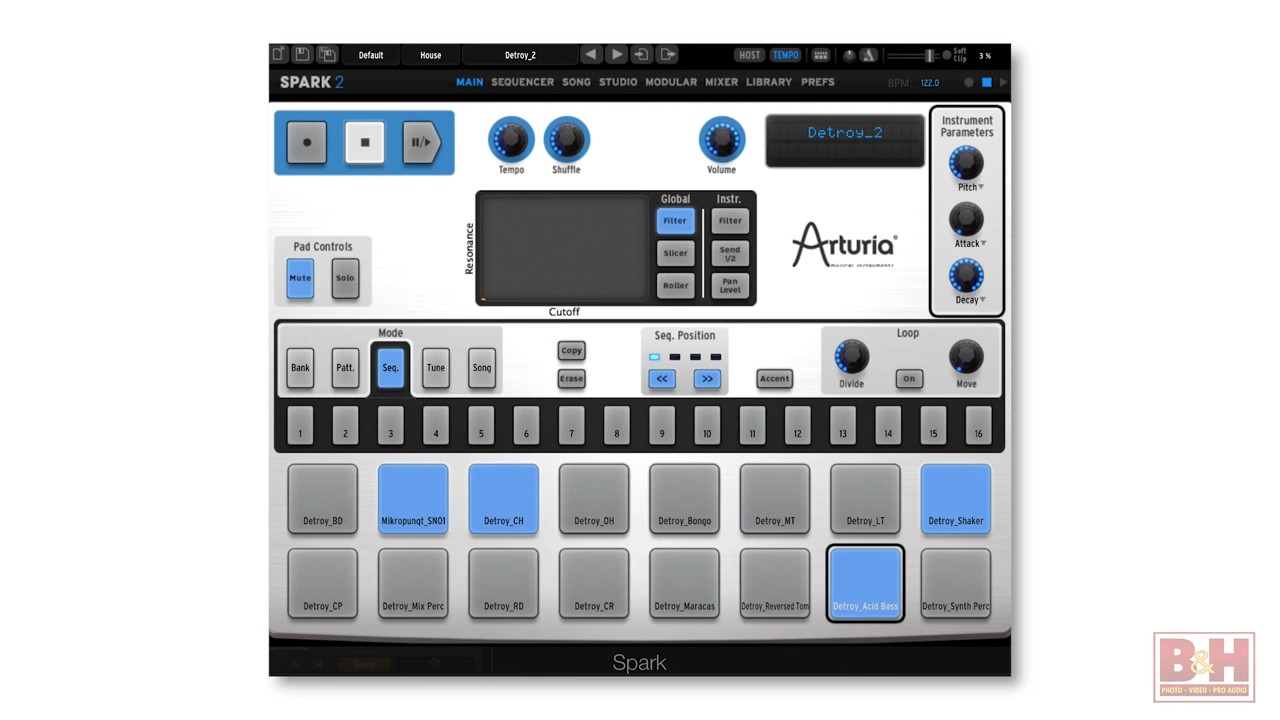 Default House Detroy_2 HOST TEMPO Soft Clip 3 %
SPARK 2 MAIN SEQUENCER SONG STUDIO MODULAR MIXER LIBRARY PREFS BPM: 122.0
Tempo Shuffle Volume
Detroy_2
Instrument
Parameters
Pitch
Attack
Decay
Global Instr.
Filter Filter
Slicer Send 1/2
Roller Pan Level
Resonance
Cutoff
Arturia
musical instruments
Pad Controls
Mute Solo
Mode
Bank Patt. Seq. Tune Song
Copy
Erase
Seq. Position
<< >>
Accent
Loop
Divide On Move
1 2 3 4 5 6 7 8 9 10 11 12 13 14 15 16
Detroy_BD Mikropunqt_SN01 Detroy_CH Detroy_OH Detroy_Bongo Detroy_MT Detroy_LT Detroy_Shaker
Detroy_CP Detroy_Mix Perc Detroy_RD Detroy_CR Detroy_Maracas Detroy_Reversed Tom Detroy_Acid Bass Detroy_Synth Perc
S R Track
Spark
B&H
PHOTO - VIDEO - PRO AUDIO